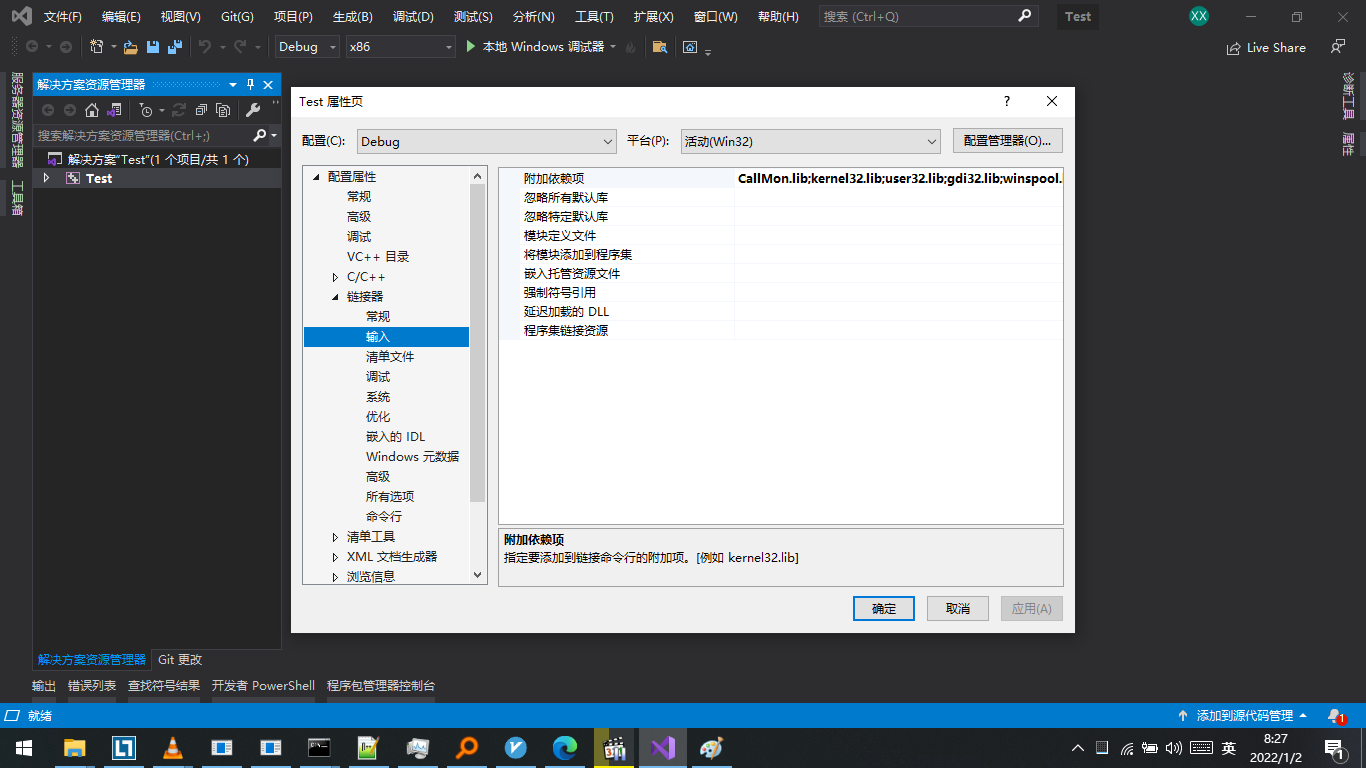 文件(F) 编辑(E) 视图(V) Git(G) 项目(P) 生成(B) 调试(D) 测试(S) 分析(N) 工具(T) 扩展(X) 窗口(W) 帮助(H) 搜索 (Ctrl+Q) Test XX
Debug x86 本地 Windows 调试器 Live Share
服务器资源管理器
工具箱
解决方案资源管理器
搜索解决方案资源管理器(Ctrl+;)
解决方案"Test"(1 个项目/共 1 个)
Test
Test 属性页 ?
配置(C): Debug 平台(P): 活动(Win32) 配置管理器(O)...
配置属性
常规
高级
调试
VC++ 目录
C/C++
链接器
常规
输入
清单文件
调试
系统
优化
嵌入的 IDL
Windows 元数据
高级
所有选项
命令行
清单工具
XML 文档生成器
浏览信息
附加依赖项 CallMon.lib;kernel32.lib;user32.lib;gdi32.lib;winspool.
忽略所有默认库
忽略特定默认库
模块定义文件
将模块添加到程序集
嵌入托管资源文件
强制符号引用
延迟加载的 DLL
程序集链接资源
附加依赖项
指定要添加到链接命令行的附加项。[例如 kernel32.lib]
确定 取消 应用(A)
诊断工具
属性
解决方案资源管理器 Git 更改
输出 错误列表 查找符号结果 开发者 PowerShell 程序包管理器控制台
就绪 添加到源代码管理 1
英 8:27
2022/1/2 1